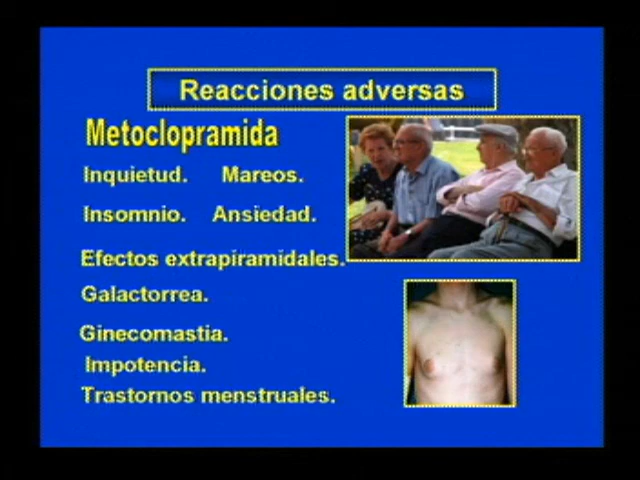 Reacciones adversas
Metoclopramida
Inquietud. Mareos.
Insomnio. Ansiedad.
Efectos extrapiramidales.
Galactorrea.
Ginecomastia.
Impotencia.
Trastornos menstruales.